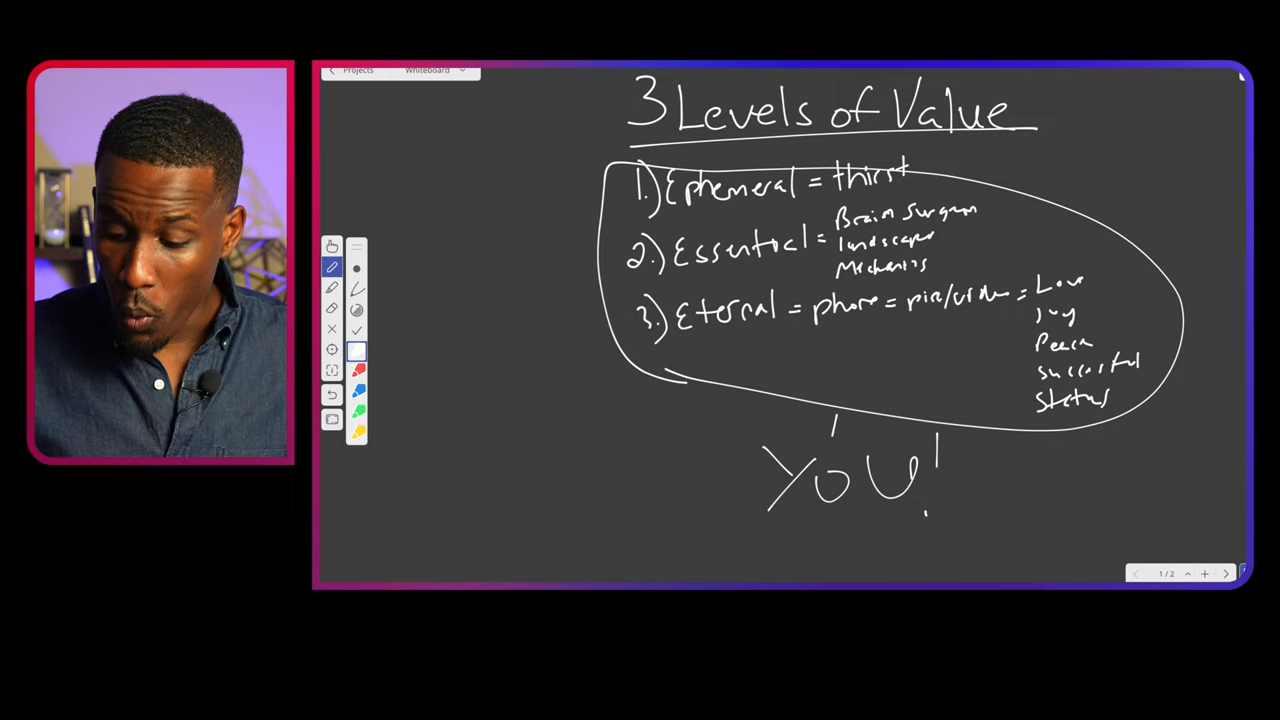 Projects
Whiteboard
3 Levels of Value
1.) Ephemeral = thirst
2.) Essential = Brain Surgeon
landscaper
Mechanics
3.) Eternal = phone = pic/video = Love
Joy
Peace
successful
Status
YOU!
1/2